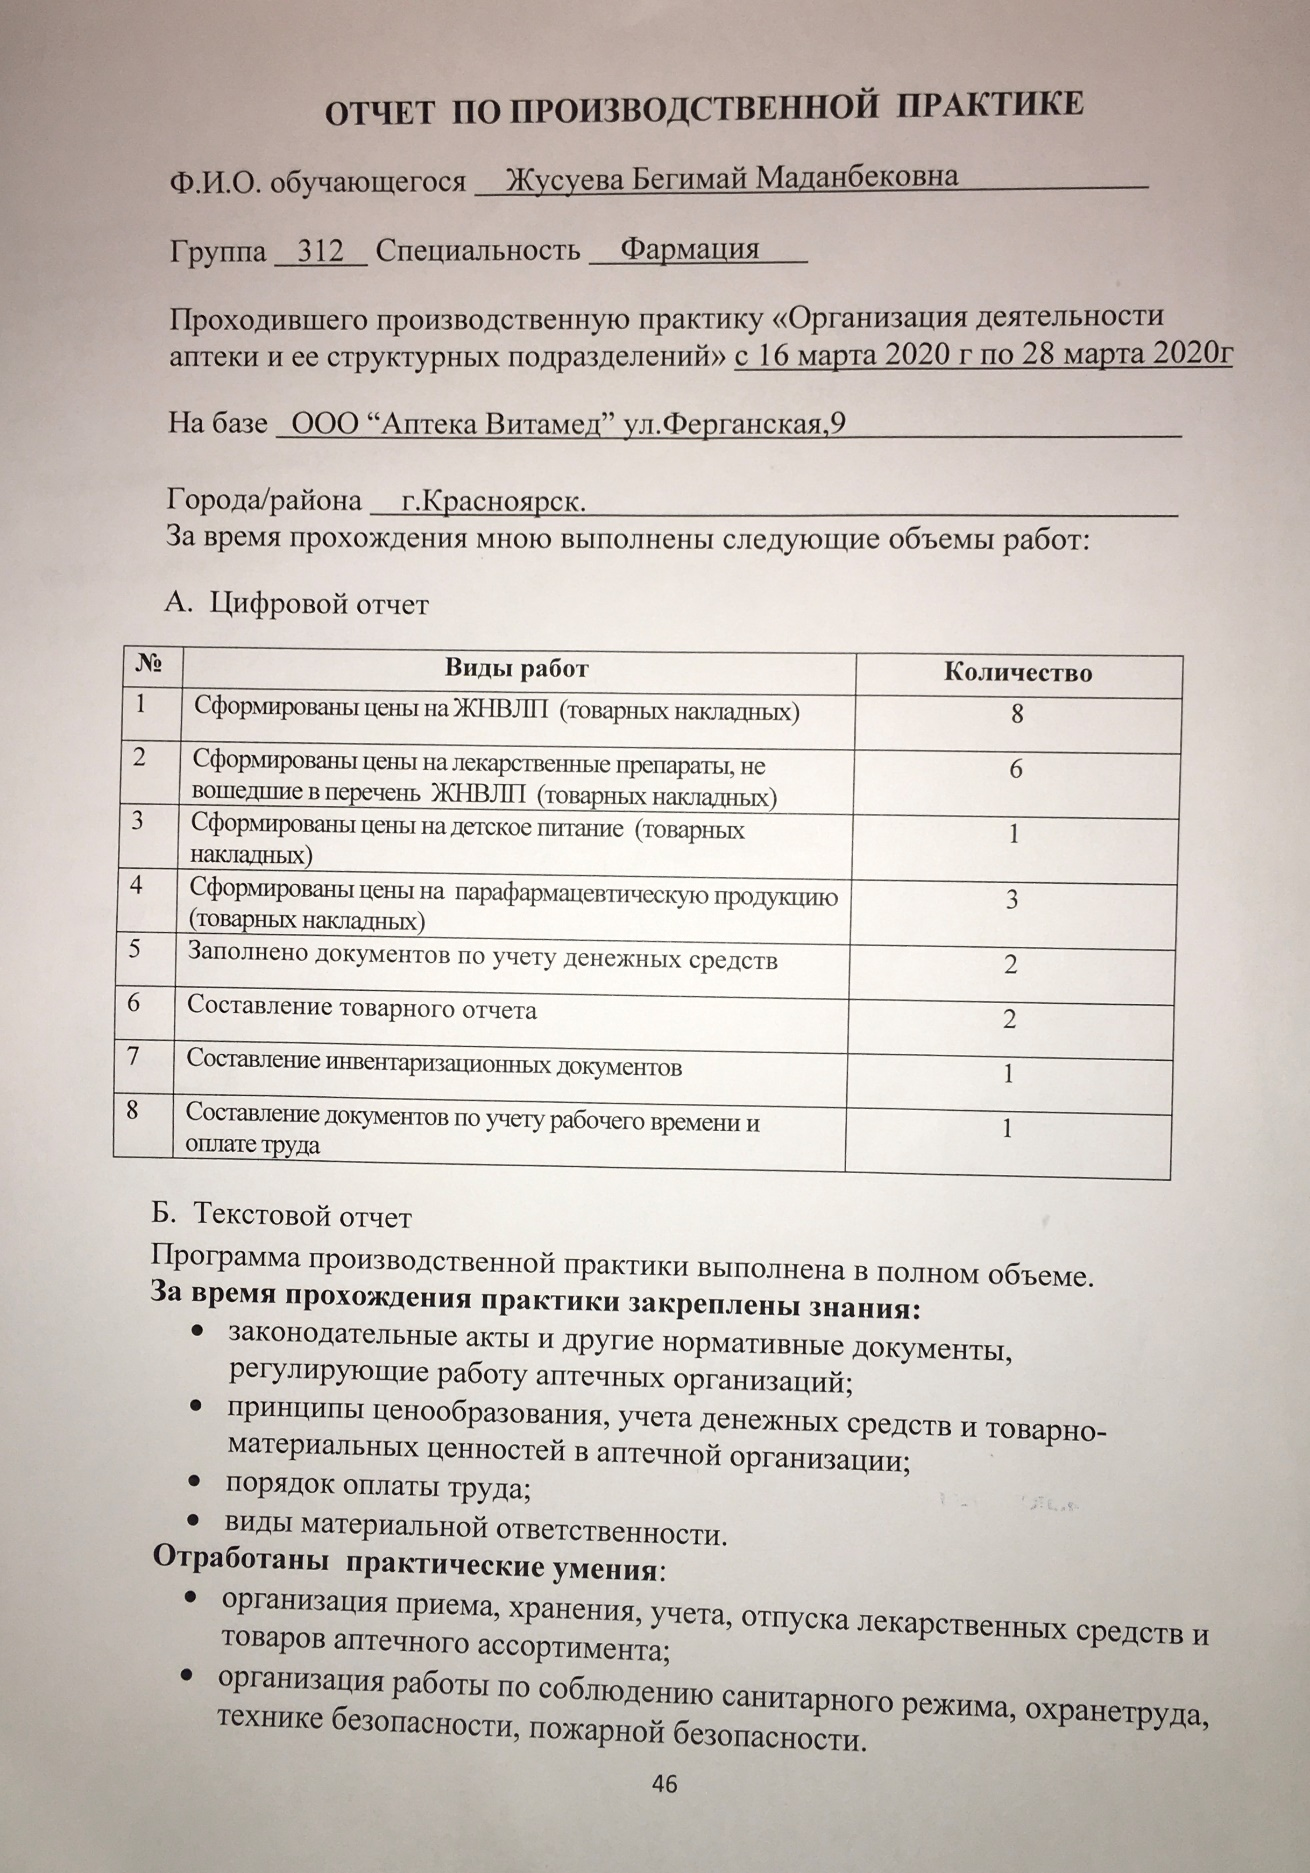 ОТЧЕТ ПО ПРОИЗВОДСТВЕННОЙ ПРАКТИКЕ
Ф.И.О. обучающегося Жусуева Бегимай Маданбековна
Группа 312 Специальность Фармация
Проходившего производственную практику «Организация деятельности
аптеки и ее структурных подразделений» с 16 марта 2020 г по 28 марта 2020г
На базе ООО “Аптека Витамед” ул.Ферганская,9
Города/района г.Красноярск.
За время прохождения мною выполнены следующие объемы работ:
А. Цифровой отчет
№ Виды работ Количество
1 Сформированы цены на ЖНВЛП (товарных накладных) 8
2 Сформированы цены на лекарственные препараты, не 6
вошедшие в перечень ЖНВЛП (товарных накладных)
3 Сформированы цены на детское питание (товарных 1
накладных)
4 Сформированы цены на парафармацевтическую продукцию 3
(товарных накладных)
5 Заполнено документов по учету денежных средств 2
6 Составление товарного отчета 2
7 Составление инвентаризационных документов 1
8 Составление документов по учету рабочего времени и 1
оплате труда
Б. Текстовой отчет
Программа производственной практики выполнена в полном объеме.
За время прохождения практики закреплены знания:
• законодательные акты и другие нормативные документы,
регулирующие работу аптечных организаций;
• принципы ценообразования, учета денежных средств и товарно-
материальных ценностей в аптечной организации;
• порядок оплаты труда;
• виды материальной ответственности.
Отработаны практические умения:
• организация приема, хранения, учета, отпуска лекарственных средств и
товаров аптечного ассортимента;
• организация работы по соблюдению санитарного режима, охранетруда,
технике безопасности, пожарной безопасности.
46